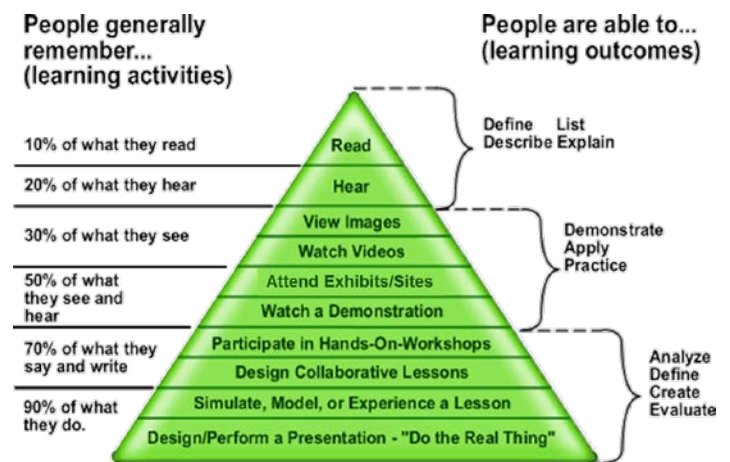 People generally
remember...
(learning activities)
People are able to...
(learning outcomes)
10% of what they read
20% of what they hear
30% of what they see
50% of what
they see and
hear
70% of what they
say and write
90% of what
they do.
Read
Hear
View Images
Watch Videos
Attend Exhibits/Sites
Watch a Demonstration
Participate in Hands-On-Workshops
Design Collaborative Lessons
Simulate, Model, or Experience a Lesson
Design/Perform a Presentation - "Do the Real Thing"
Define List
Describe Explain
Demonstrate
Apply
Practice
Analyze
Define
Create
Evaluate